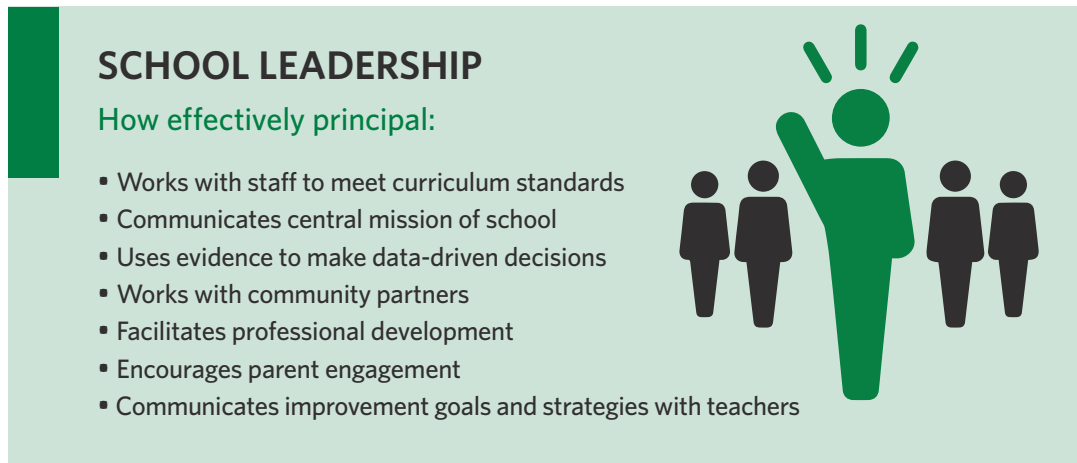 SCHOOL LEADERSHIP
How effectively principal:
▪ Works with staff to meet curriculum standards
▪ Communicates central mission of school
▪ Uses evidence to make data-driven decisions
▪ Works with community partners
▪ Facilitates professional development
▪ Encourages parent engagement
▪ Communicates improvement goals and strategies with teachers